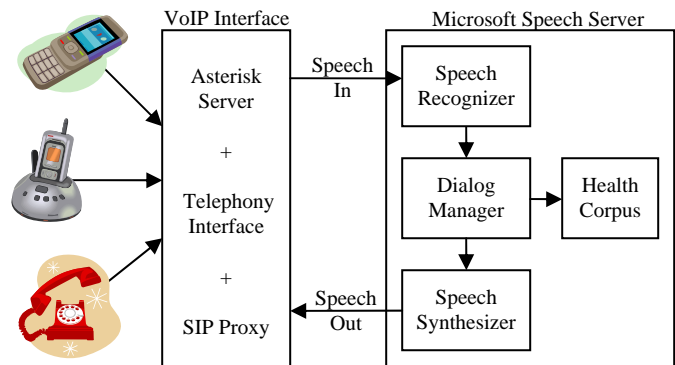 VoIP Interface
Asterisk
Server
+
Telephony
Interface
+
SIP Proxy
Speech
In
Speech
Out
Microsoft Speech Server
Speech
Recognizer
Dialog
Manager
Health
Corpus
Speech
Synthesizer